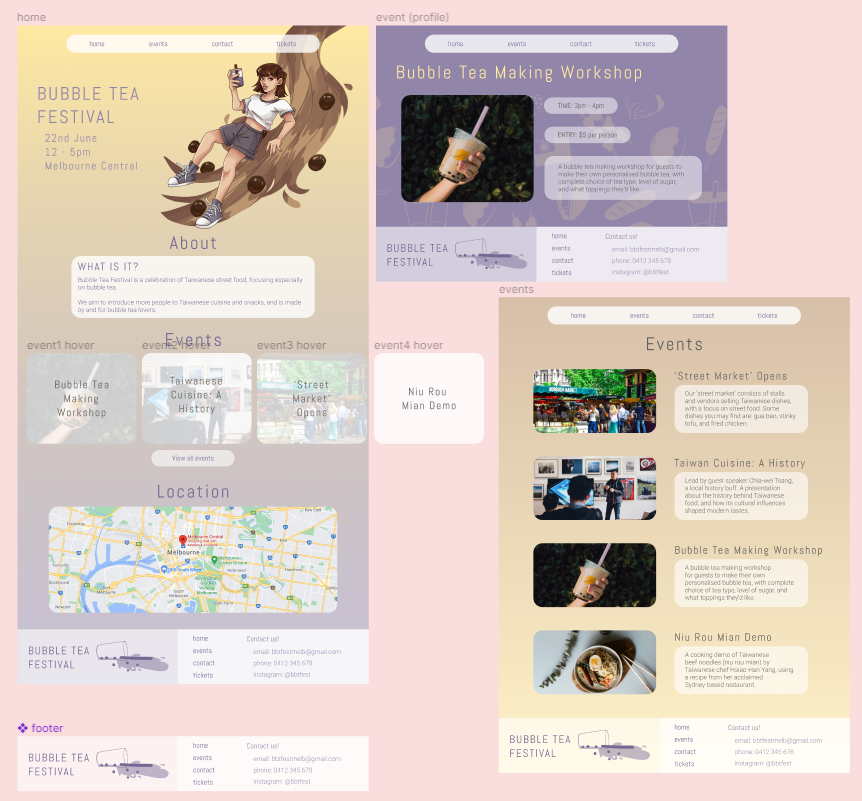 home
home events contact tickets
BUBBLE TEA
FESTIVAL
22nd June
12 - 5pm
Melbourne Central
About
WHAT IS IT?
Bubble Tea Festival is a celebration of Taiwanese street food, focusing especially
on bubble tea.
We aim to introduce more people to Taiwanese cuisine and snacks, and is made
by and for bubble tea lovers.
Events
event1 hover
event2 hover
event3 hover
event4 hover
Bubble Tea
Making
Workshop
Taiwanese
Cuisine: A
History
'Street
Market'
Opens
Niu Rou
Mian Demo
View all events
Location
Melbourne Central
Melbourne
BUBBLE TEA
FESTIVAL
home
events
contact
tickets
Contact us!
email: bbtfestmelb@gmail.com
phone: 0412 345 678
instagram: @bbtfest
footer
BUBBLE TEA
FESTIVAL
home
events
contact
tickets
Contact us!
email: bbtfestmelb@gmail.com
phone: 0412 345 678
instagram: @bbtfest
event (profile)
home events contact tickets
Bubble Tea Making Workshop
TIME: 3pm - 4pm
ENTRY: $5 per person
A bubble tea making workshop for guests to
make their own personalised bubble tea, with
complete choice of tea type, level of sugar,
and what toppings they'd like.
BUBBLE TEA
FESTIVAL
home
events
contact
tickets
Contact us!
email: bbtfestmelb@gmail.com
phone: 0412 345 678
instagram: @bbtfest
events
home events contact tickets
Events
BOROUGH MARKET
'Street Market' Opens
Our 'street market' consists of stalls
and vendors selling Taiwanese dishes,
with a focus on street food. Some
dishes you may find are: gua bao, stinky
tofu, and fried chicken.
Taiwan Cuisine: A History
Lead by guest speaker Chia-wei Tsang,
a local history buff. A presentation
about the history behind Taiwanese
food, and how its cultural influences
shaped modern tastes.
Bubble Tea Making Workshop
A bubble tea making workshop
for guests to make their own
personalised bubble tea, with complete
choice of tea type, level of sugar, and
what toppings they'd like.
Niu Rou Mian Demo
A cooking demo of Taiwanese
beef noodles (niu rou mian) by
Taiwanese chef Hsiao-Han Yang, using
a recipe from her acclaimed
Sydney-based restaurant.
BUBBLE TEA
FESTIVAL
home
events
contact
tickets
Contact us!
email: bbtfestmelb@gmail.com
phone: 0412 345 678
instagram: @bbtfest